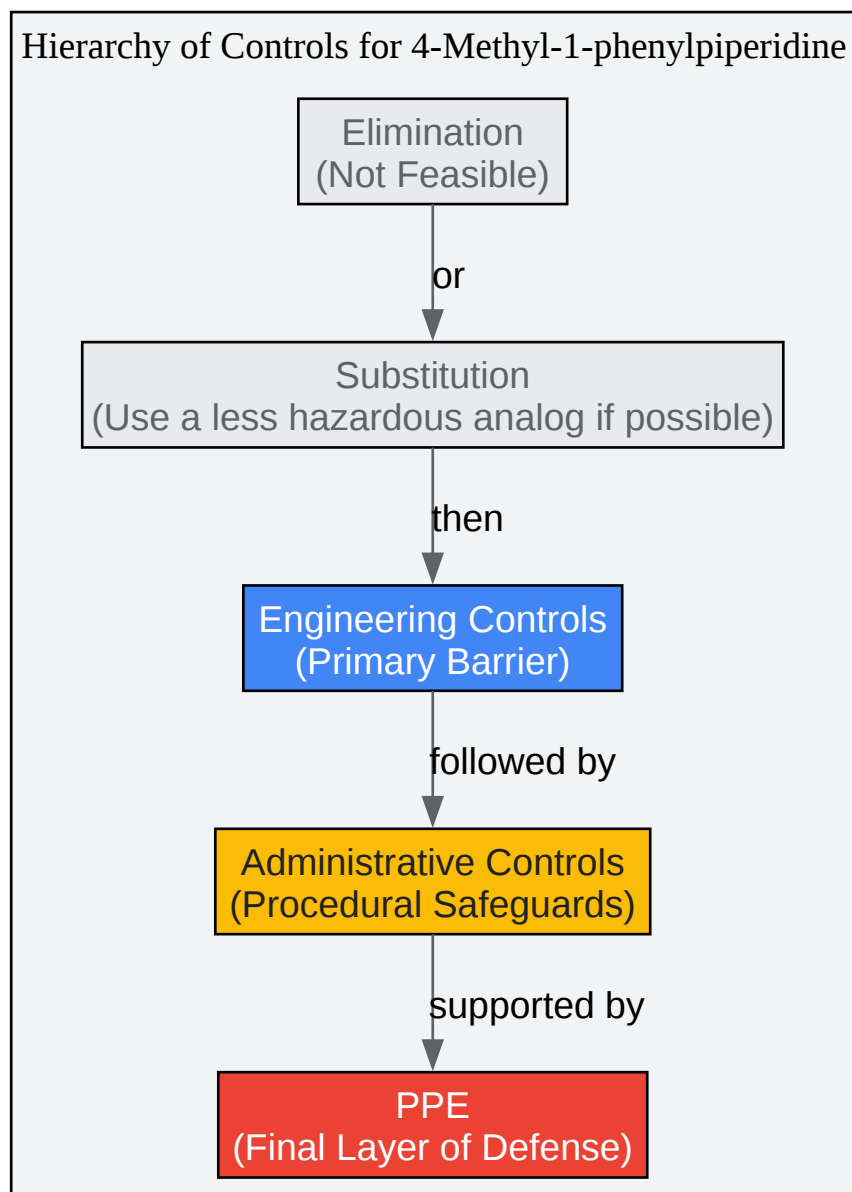 Hierarchy of Controls for 4-Methyl-1-phenylpiperidine
Elimination
(Not Feasible)
or
Substitution
(Use a less hazardous analog if possible)
then
Engineering Controls
(Primary Barrier)
followed by
Administrative Controls
(Procedural Safeguards)
supported by
PPE
(Final Layer of Defense)